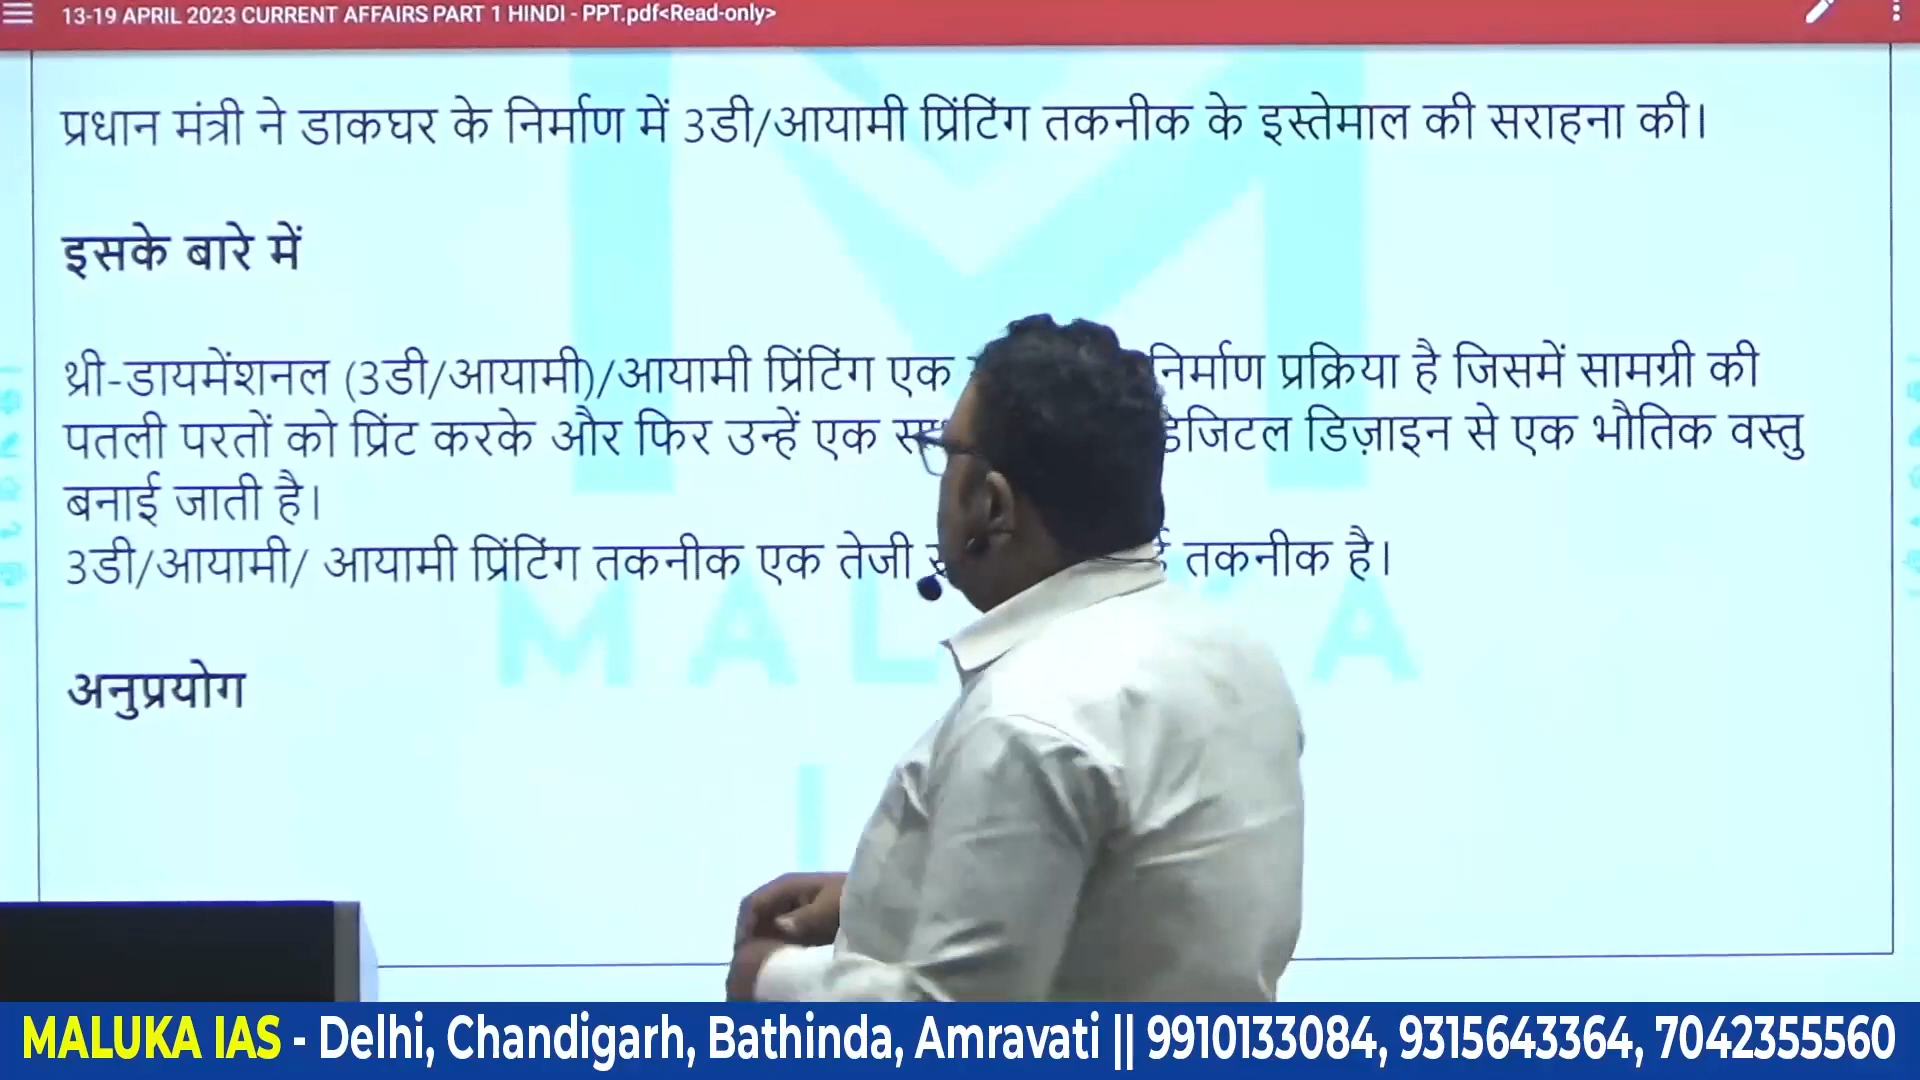 13-19 APRIL 2023 CURRENT AFFAIRS PART 1 HINDI - PPT.pdf<Read-only>
प्रधान मंत्री ने डाकघर के निर्माण में 3डी/आयामी प्रिंटिंग तकनीक के इस्तेमाल की सराहना की।
इसके बारे में
थ्री-डायमेंशनल (3डी/आयामी)/आयामी प्रिंटिंग एक निर्माण प्रक्रिया है जिसमें सामग्री की
पतली परतों को प्रिंट करके और फिर उन्हें एक डिजिटल डिज़ाइन से एक भौतिक वस्तु
बनाई जाती है।
3डी/आयामी/ आयामी प्रिंटिंग तकनीक एक तेजी तकनीक है।
अनुप्रयोग
MALUKA IAS - Delhi, Chandigarh, Bathinda, Amravati || 9910133084, 9315643364, 7042355560